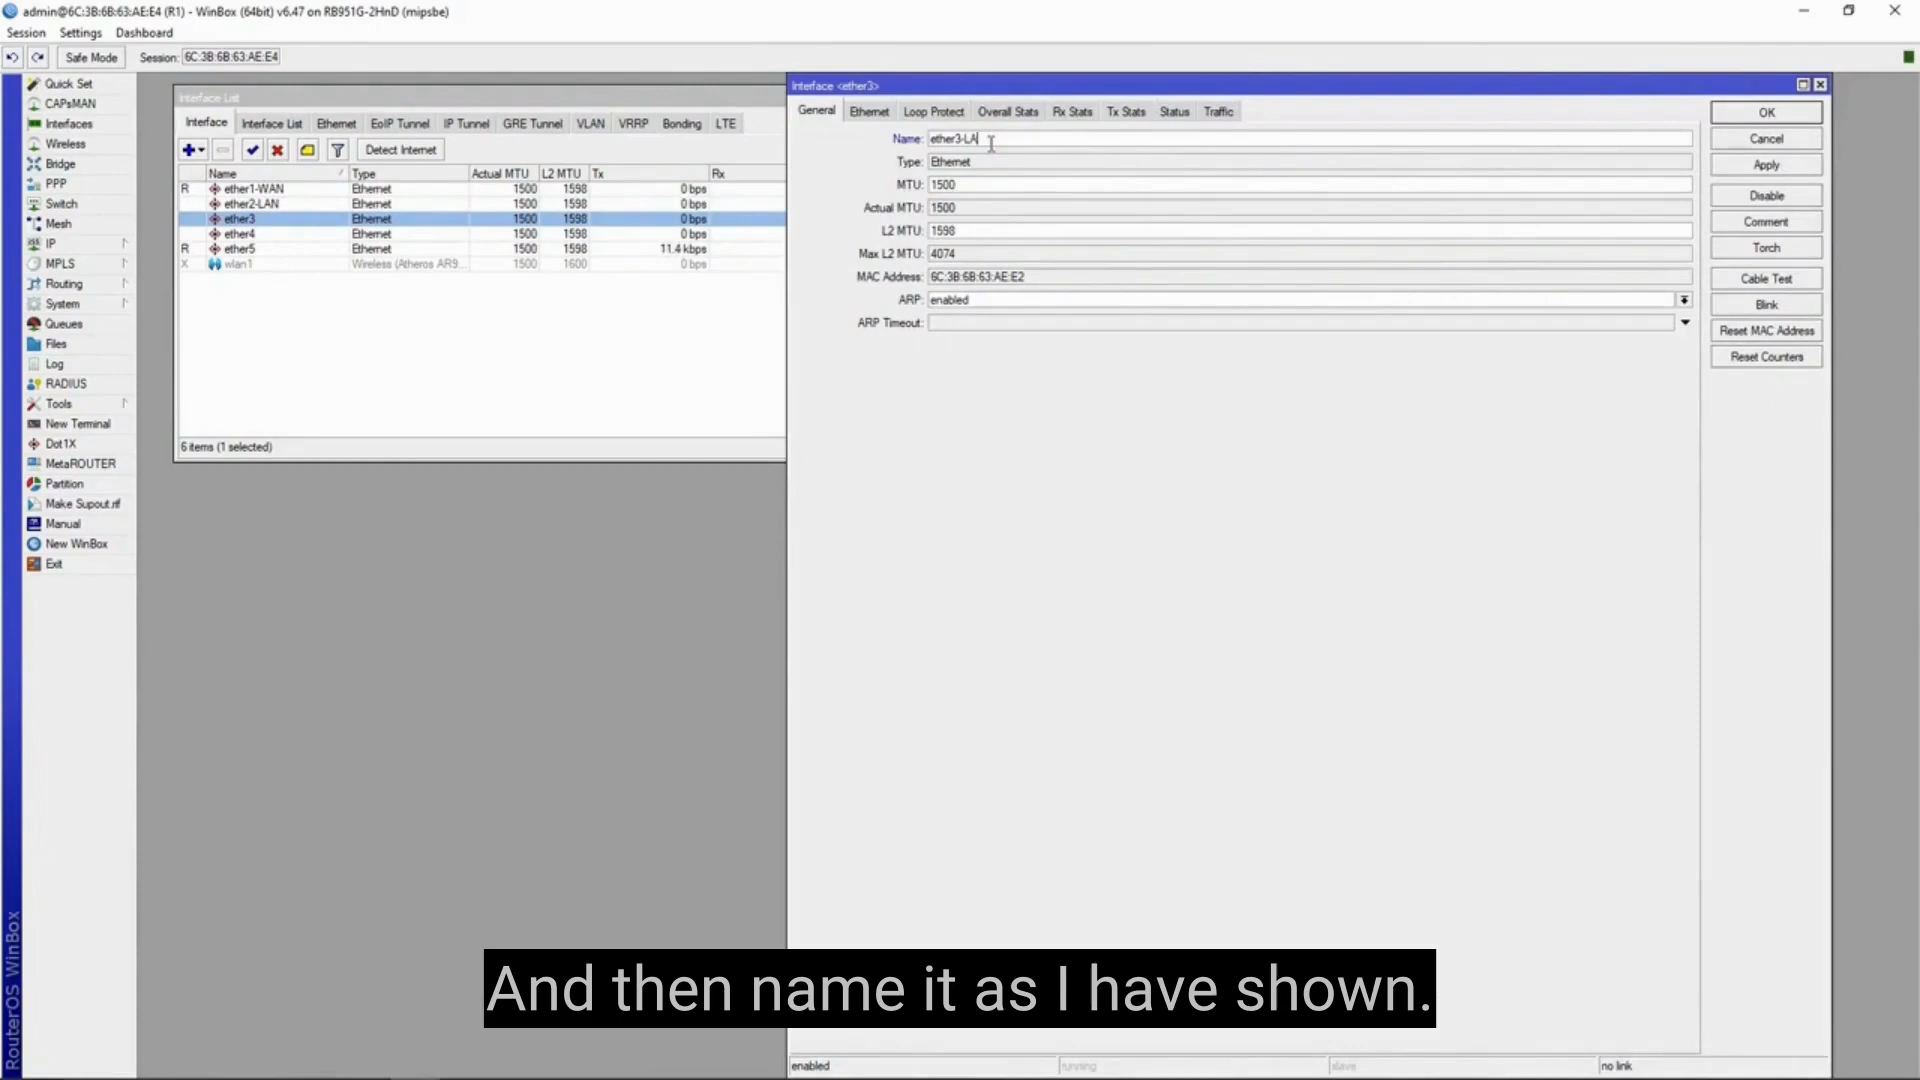 admin@6C:3B:6B:63:AE:E4 (R1) - WinBox (64bit) v6.47 on RB951G-2HnD (mipsbe)
Session Settings Dashboard
Safe Mode Session: 6C:3B:6B:63:AE:E4
Quick Set
CAPsMAN
Interfaces
Wireless
Bridge
PPP
Switch
Mesh
IP
MPLS
Routing
System
Queues
Files
Log
RADIUS
Tools
New Terminal
Dot1X
MetaROUTER
Partition
Make Supout.rif
Manual
New WinBox
Exit
RouterOS WinBox
Interface List
Interface Interface List Ethernet EoIP Tunnel IP Tunnel GRE Tunnel VLAN VRRP Bonding LTE
Detect Internet
Name Type Actual MTU L2 MTU Tx Rx
R ether1-WAN Ethernet 1500 1598 0 bps
ether2-LAN Ethernet 1500 1598 0 bps
ether3 Ethernet 1500 1598 0 bps
ether4 Ethernet 1500 1598 0 bps
R ether5 Ethernet 1500 1598 11.4 kbps
X wlan1 Wireless (Atheros AR9... 1500 1600 0 bps
6 items (1 selected)
Interface <ether3>
General Ethernet Loop Protect Overall Stats Rx Stats Tx Stats Status Traffic
Name: ether3-LA
Type: Ethernet
MTU: 1500
Actual MTU: 1500
L2 MTU: 1598
Max L2 MTU: 4074
MAC Address: 6C:3B:6B:63:AE:E2
ARP: enabled
ARP Timeout:
OK
Cancel
Apply
Disable
Comment
Torch
Cable Test
Blink
Reset MAC Address
Reset Counters
And then name it as I have shown.
enabled running slave no link